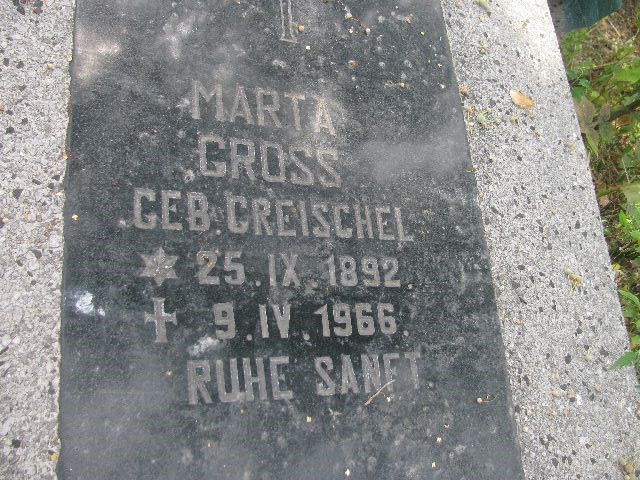 MARTA
GROSS
GEB. GREISCHEL
* 25. IX. 1892.
✝ 9. IV. 1966.
RUHE SANFT.